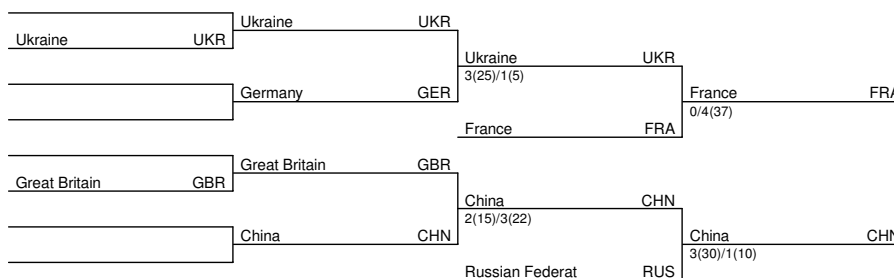 Ukraine UKR
Ukraine UKR
Ukraine UKR
3(25)/1(5)
Germany GER
France FRA
0/4(37)
France FRA
Great Britain GBR
Great Britain GBR
China CHN
2(15)/3(22)
China CHN
China CHN
3(30)/1(10)
Russian Federat RUS